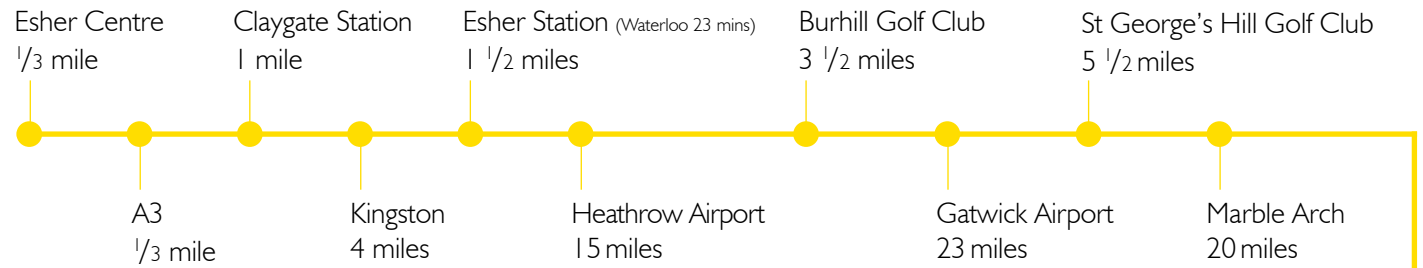 Esher Centre
1/3 mile
Claygate Station
1 mile
Esher Station (Waterloo 23 mins)
1 1/2 miles
Burhill Golf Club
3 1/2 miles
St George's Hill Golf Club
5 1/2 miles
A3
1/3 mile
Kingston
4 miles
Heathrow Airport
15 miles
Gatwick Airport
23 miles
Marble Arch
20 miles